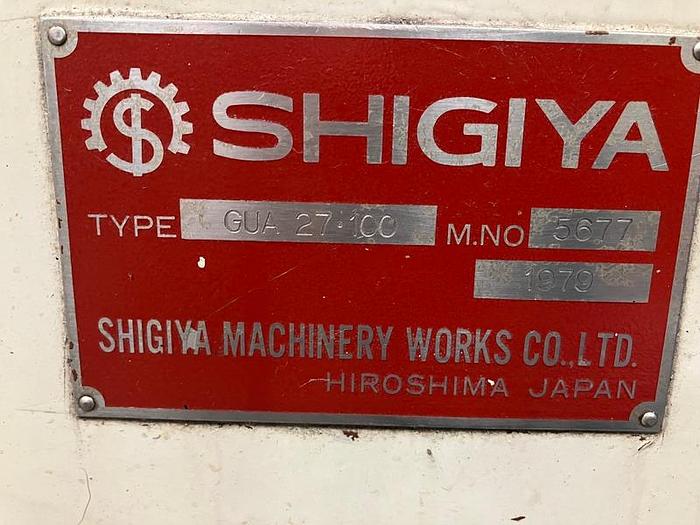 SHIGIYA
TYPE GUA 27·100 M.NO 5677
1979
SHIGIYA MACHINERY WORKS CO.,LTD.
HIROSHIMA JAPAN